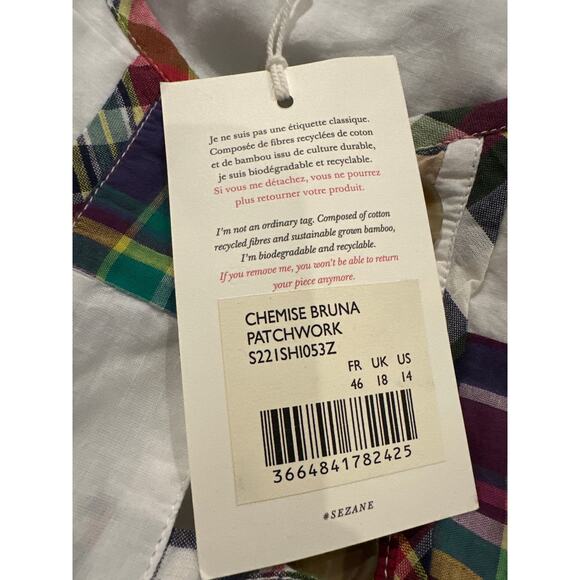 Je ne suis pas une étiquette classique.
Composée de fibres recyclées de coton
et de bambou issu de culture durable,
je suis biodégradable et recyclable.
Si vous me détachez, vous ne pourrez
plus retourner votre produit.
I'm not an ordinary tag. Composed of cotton
recycled fibres and sustainable grown bamboo,
I'm biodegradable and recyclable.
If you remove me, you won't be able to return
your piece anymore.
CHEMISE BRUNA
PATCHWORK
S221SHI053Z
FR UK US
46 18 14
3664841782425
#SEZANE